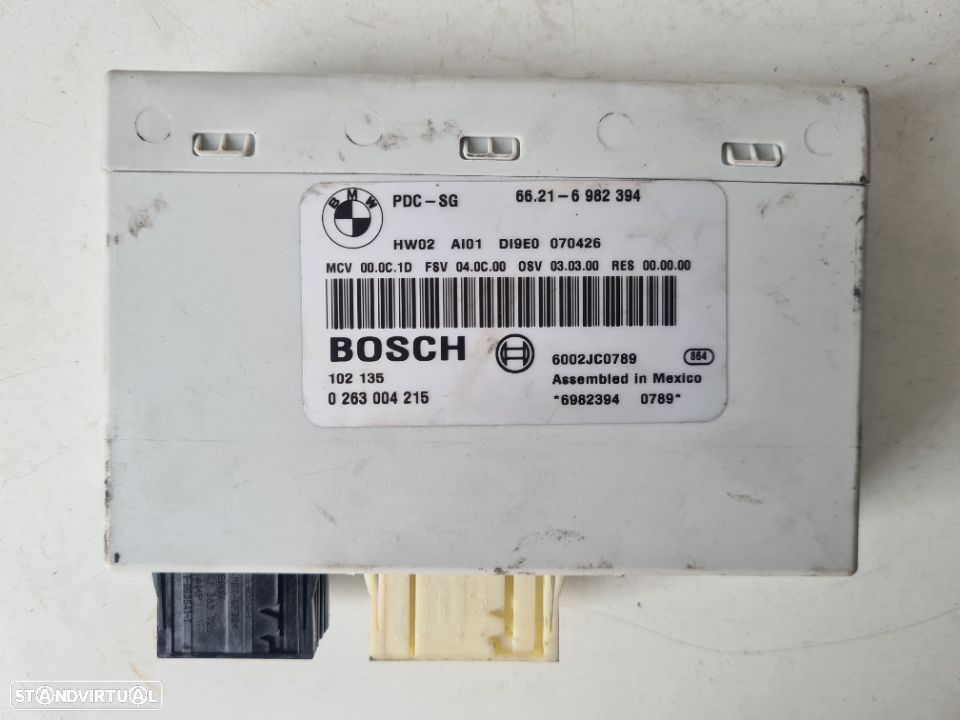 BMW
PDC-SG 66.21-6 982 394
HW02 AI01 DI9E0 070426
MCV 00.0C.1D FSV 04.0C.00 OSV 03.03.00 RES 00.00.00
BOSCH
6002JC0789 864
102 135 Assembled in Mexico
0 263 004 215 *6982394 0789*
STANDVIRTUAL